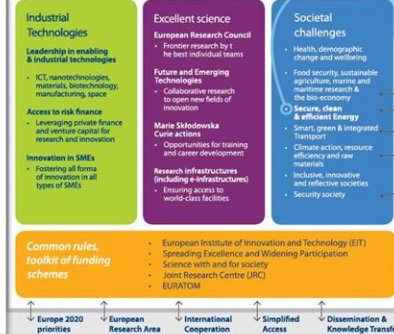 Industrial
Technologies
Leadership in enabling
& industrial technologies
• ICT, nanotechnologies,
materials, biotechnology,
manufacturing, space
Access to risk finance
• Leveraging private finance
and venture capital for
research and innovation
Innovation in SMEs
• Fostering all forma
of innovation in all
types of SMEs
Excellent science
European Research Council
• Frontier research by t
he best individual teams
Future and Emerging
Technologies
• Collaborative research
to open new fields of
innovation
Marie Skłodowska
Curie actions
• Opportunities for training
and career development
Research infrastructures
(including e-infrastructures)
• Ensuring access to
world-class facilities
Societal
challenges
• Health, demographic
change and wellbeing
• Food security, sustainable
agriculture, marine and
maritime research &
the bio-economy
• Secure, clean
& efficient Energy
• Smart, green & integrated
Transport
• Climate action, resource
efficiency and raw
materials
• Inclusive, innovative
and reflective societies
• Security society
Common rules,
toolkit of funding
schemes
• European Institute of Innovation and Technology (EIT)
• Spreading Excellence and Widening Participation
• Science with and for society
• Joint Research Centre (JRC)
• EURATOM
Europe 2020
priorities
European
Research Area
International
Cooperation
Simplified
Access
Dissemination &
Knowledge Transf